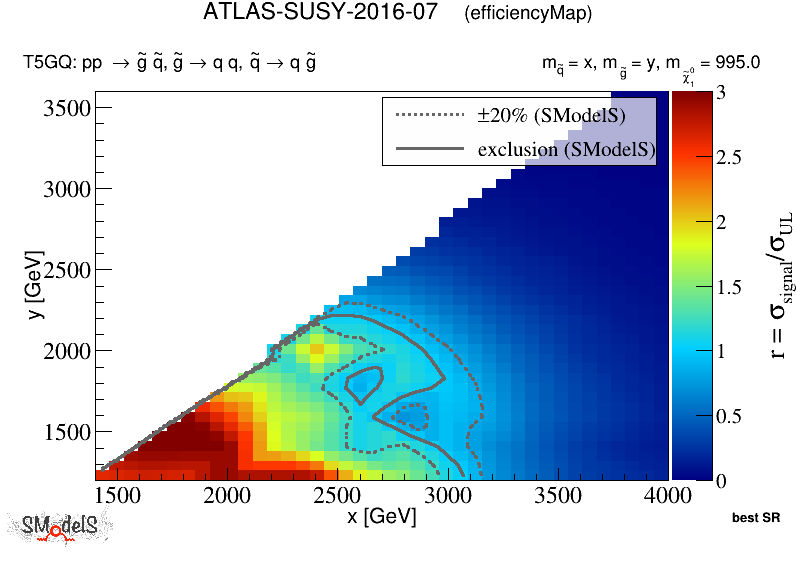 ATLAS-SUSY-2016-07 (efficiencyMap)
T5GQ: pp → g̃ q̃, g̃ → q q, q̃ → q g̃ m_q̃ = x, m_g̃ = y, m_χ̃₁⁰ = 995.0
±20% (SModelS)
exclusion (SModelS)
3500
3000
2500
2000
1500
y [GeV]
1500 2000 2500 3000 3500 4000
x [GeV]
3
2.5
2
1.5
1
0.5
0
r = σ_signal/σ_UL
best SR
SModelS